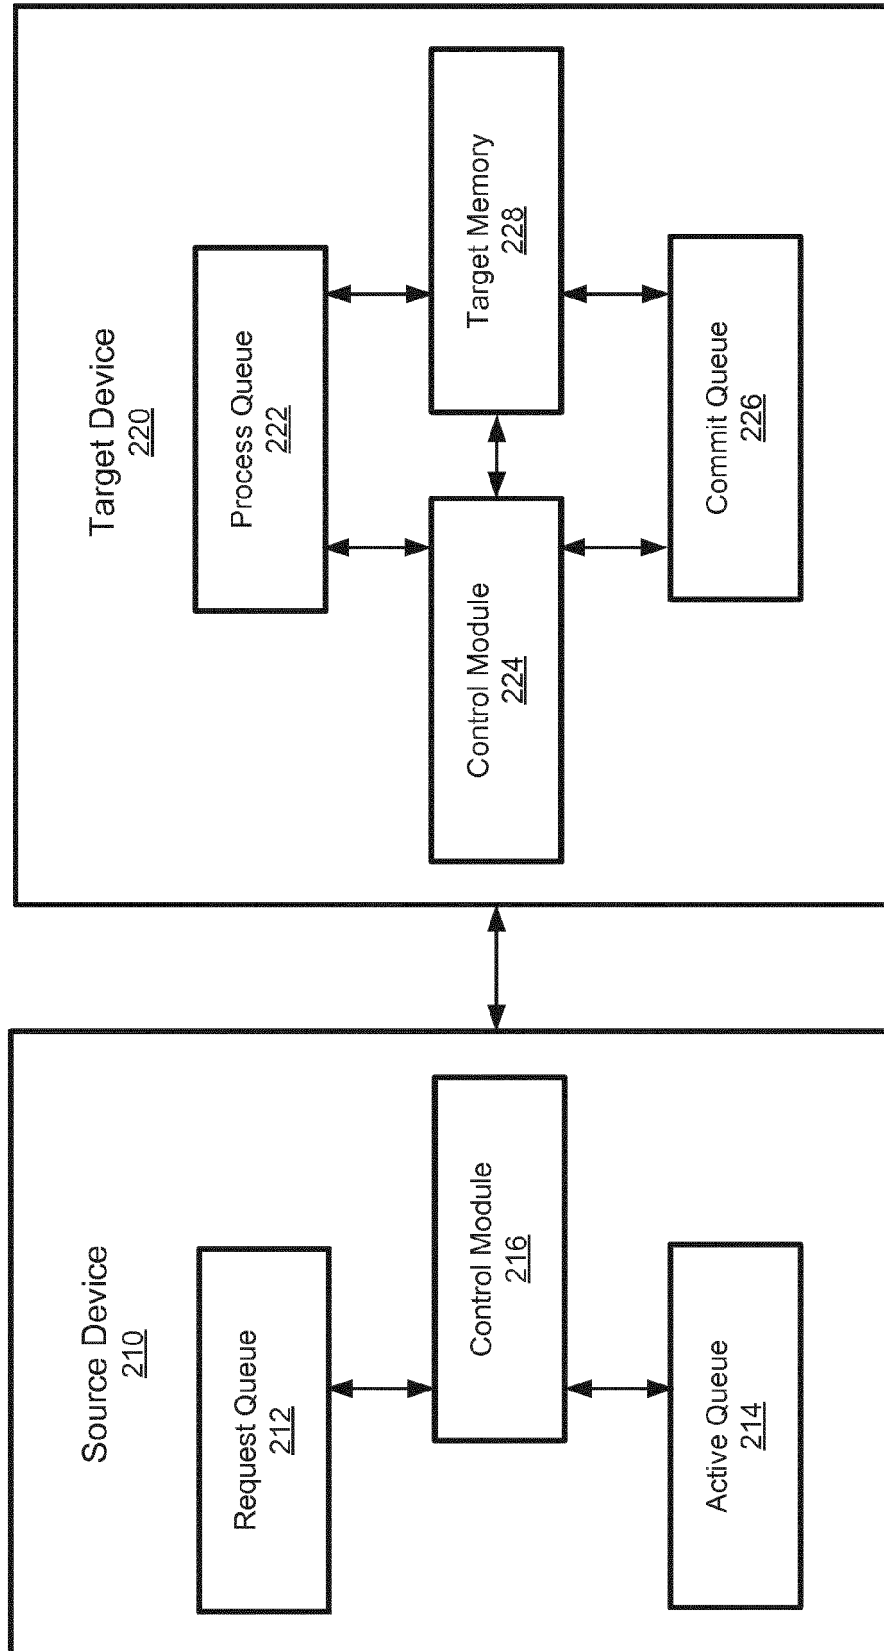 Source Device
210
Request Queue
212
Control Module
216
Active Queue
214
Target Device
220
Process Queue
222
Control Module
224
Target Memory
228
Commit Queue
226